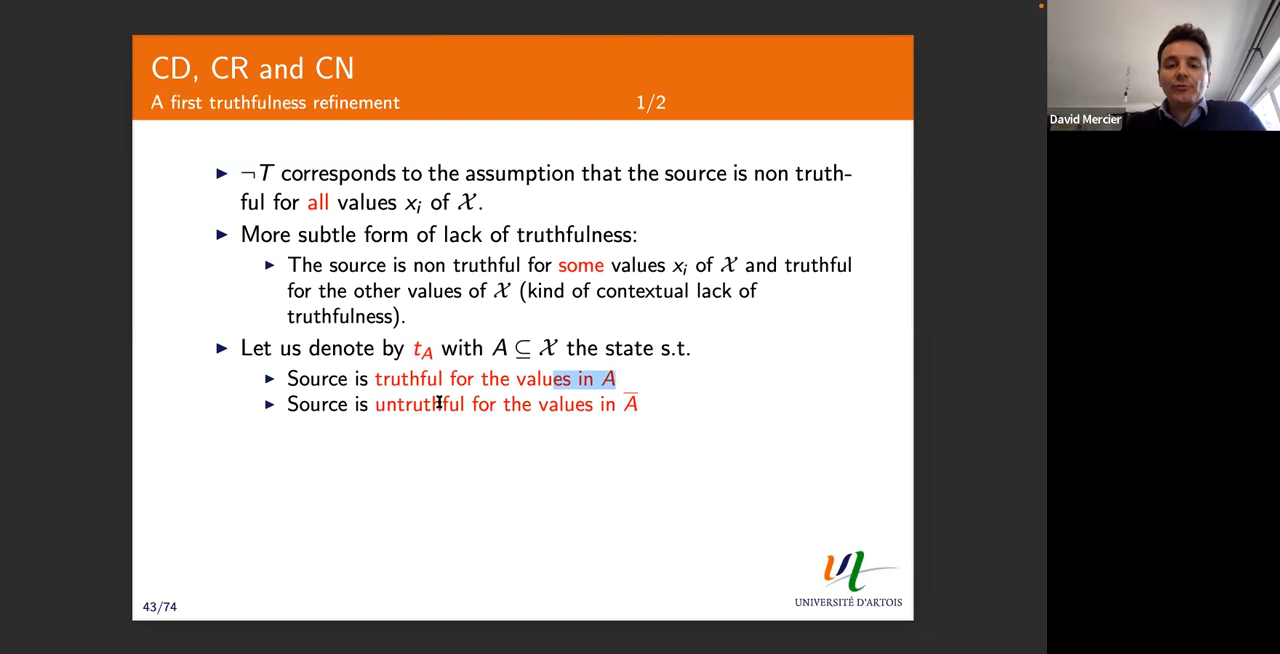 CD, CR and CN
A first truthfulness refinement 1/2
David Mercier
¬T corresponds to the assumption that the source is non truth-
ful for all values xᵢ of 𝒳.
More subtle form of lack of truthfulness:
The source is non truthful for some values xᵢ of 𝒳 and truthful
for the other values of 𝒳 (kind of contextual lack of
truthfulness).
Let us denote by t_A with A ⊆ 𝒳 the state s.t.
Source is truthful for the values in A
Source is untruthful for the values in A̅
UNIVERSITÉ D'ARTOIS
43/74